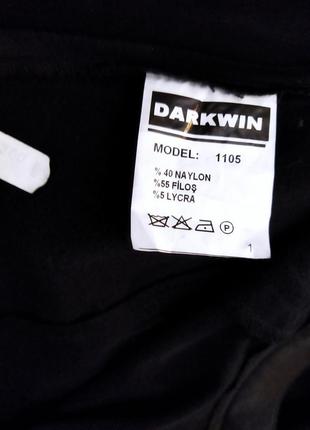 DARKWIN
MODEL: 1105
% 40 NAYLON
%55 FİLOŞ
%5 LYCRA
P
1